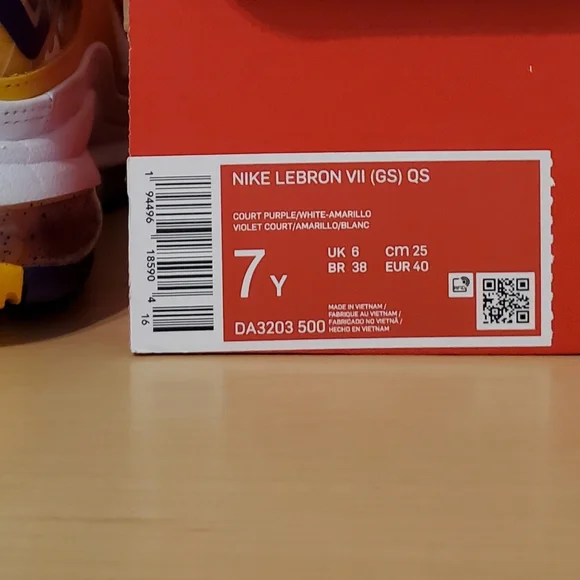 NIKE LEBRON VII (GS) QS
COURT PURPLE/WHITE-AMARILLO
VIOLET COURT/AMARILLO/BLANC
7 Y
UK 6 cm 25
BR 38 EUR 40
MADE IN VIETNAM /
FABRIQUE AU VIETNAM /
FABRICADO NO VIETNÃ /
HECHO EN VIETNAM
DA3203 500
1 94496 18590 4 16